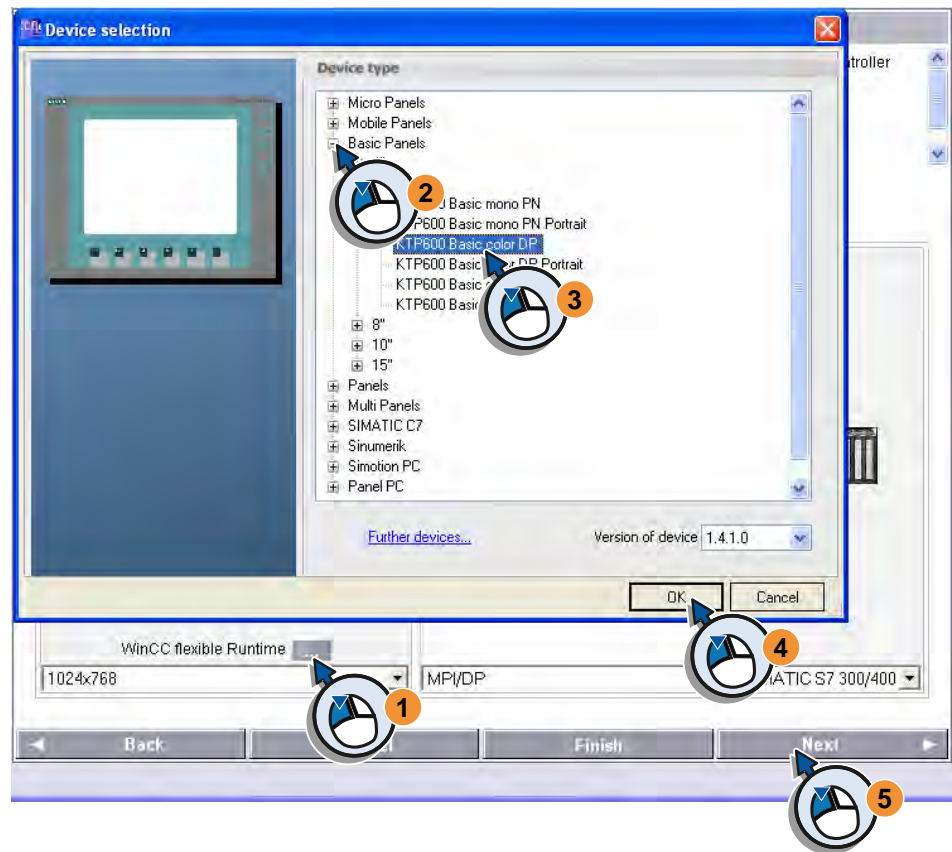 Device selection
troller
Device type
Micro Panels
Mobile Panels
Basic Panels
2
Basic mono PN
P600 Basic mono PN Portrait
KTP600 Basic color DP
KTP600 Basic DP Portrait
KTP600 Basic
KTP600 Basic
3
8"
10"
15"
Panels
Multi Panels
SIMATIC C7
Sinumerik
Simotion PC
Panel PC
Further devices...
Version of device 1.4.1.0
OK
Cancel
4
WinCC flexible Runtime
...
1024x768
MPI/DP
ATIC S7 300/400
1
Back
Finish
Next
5